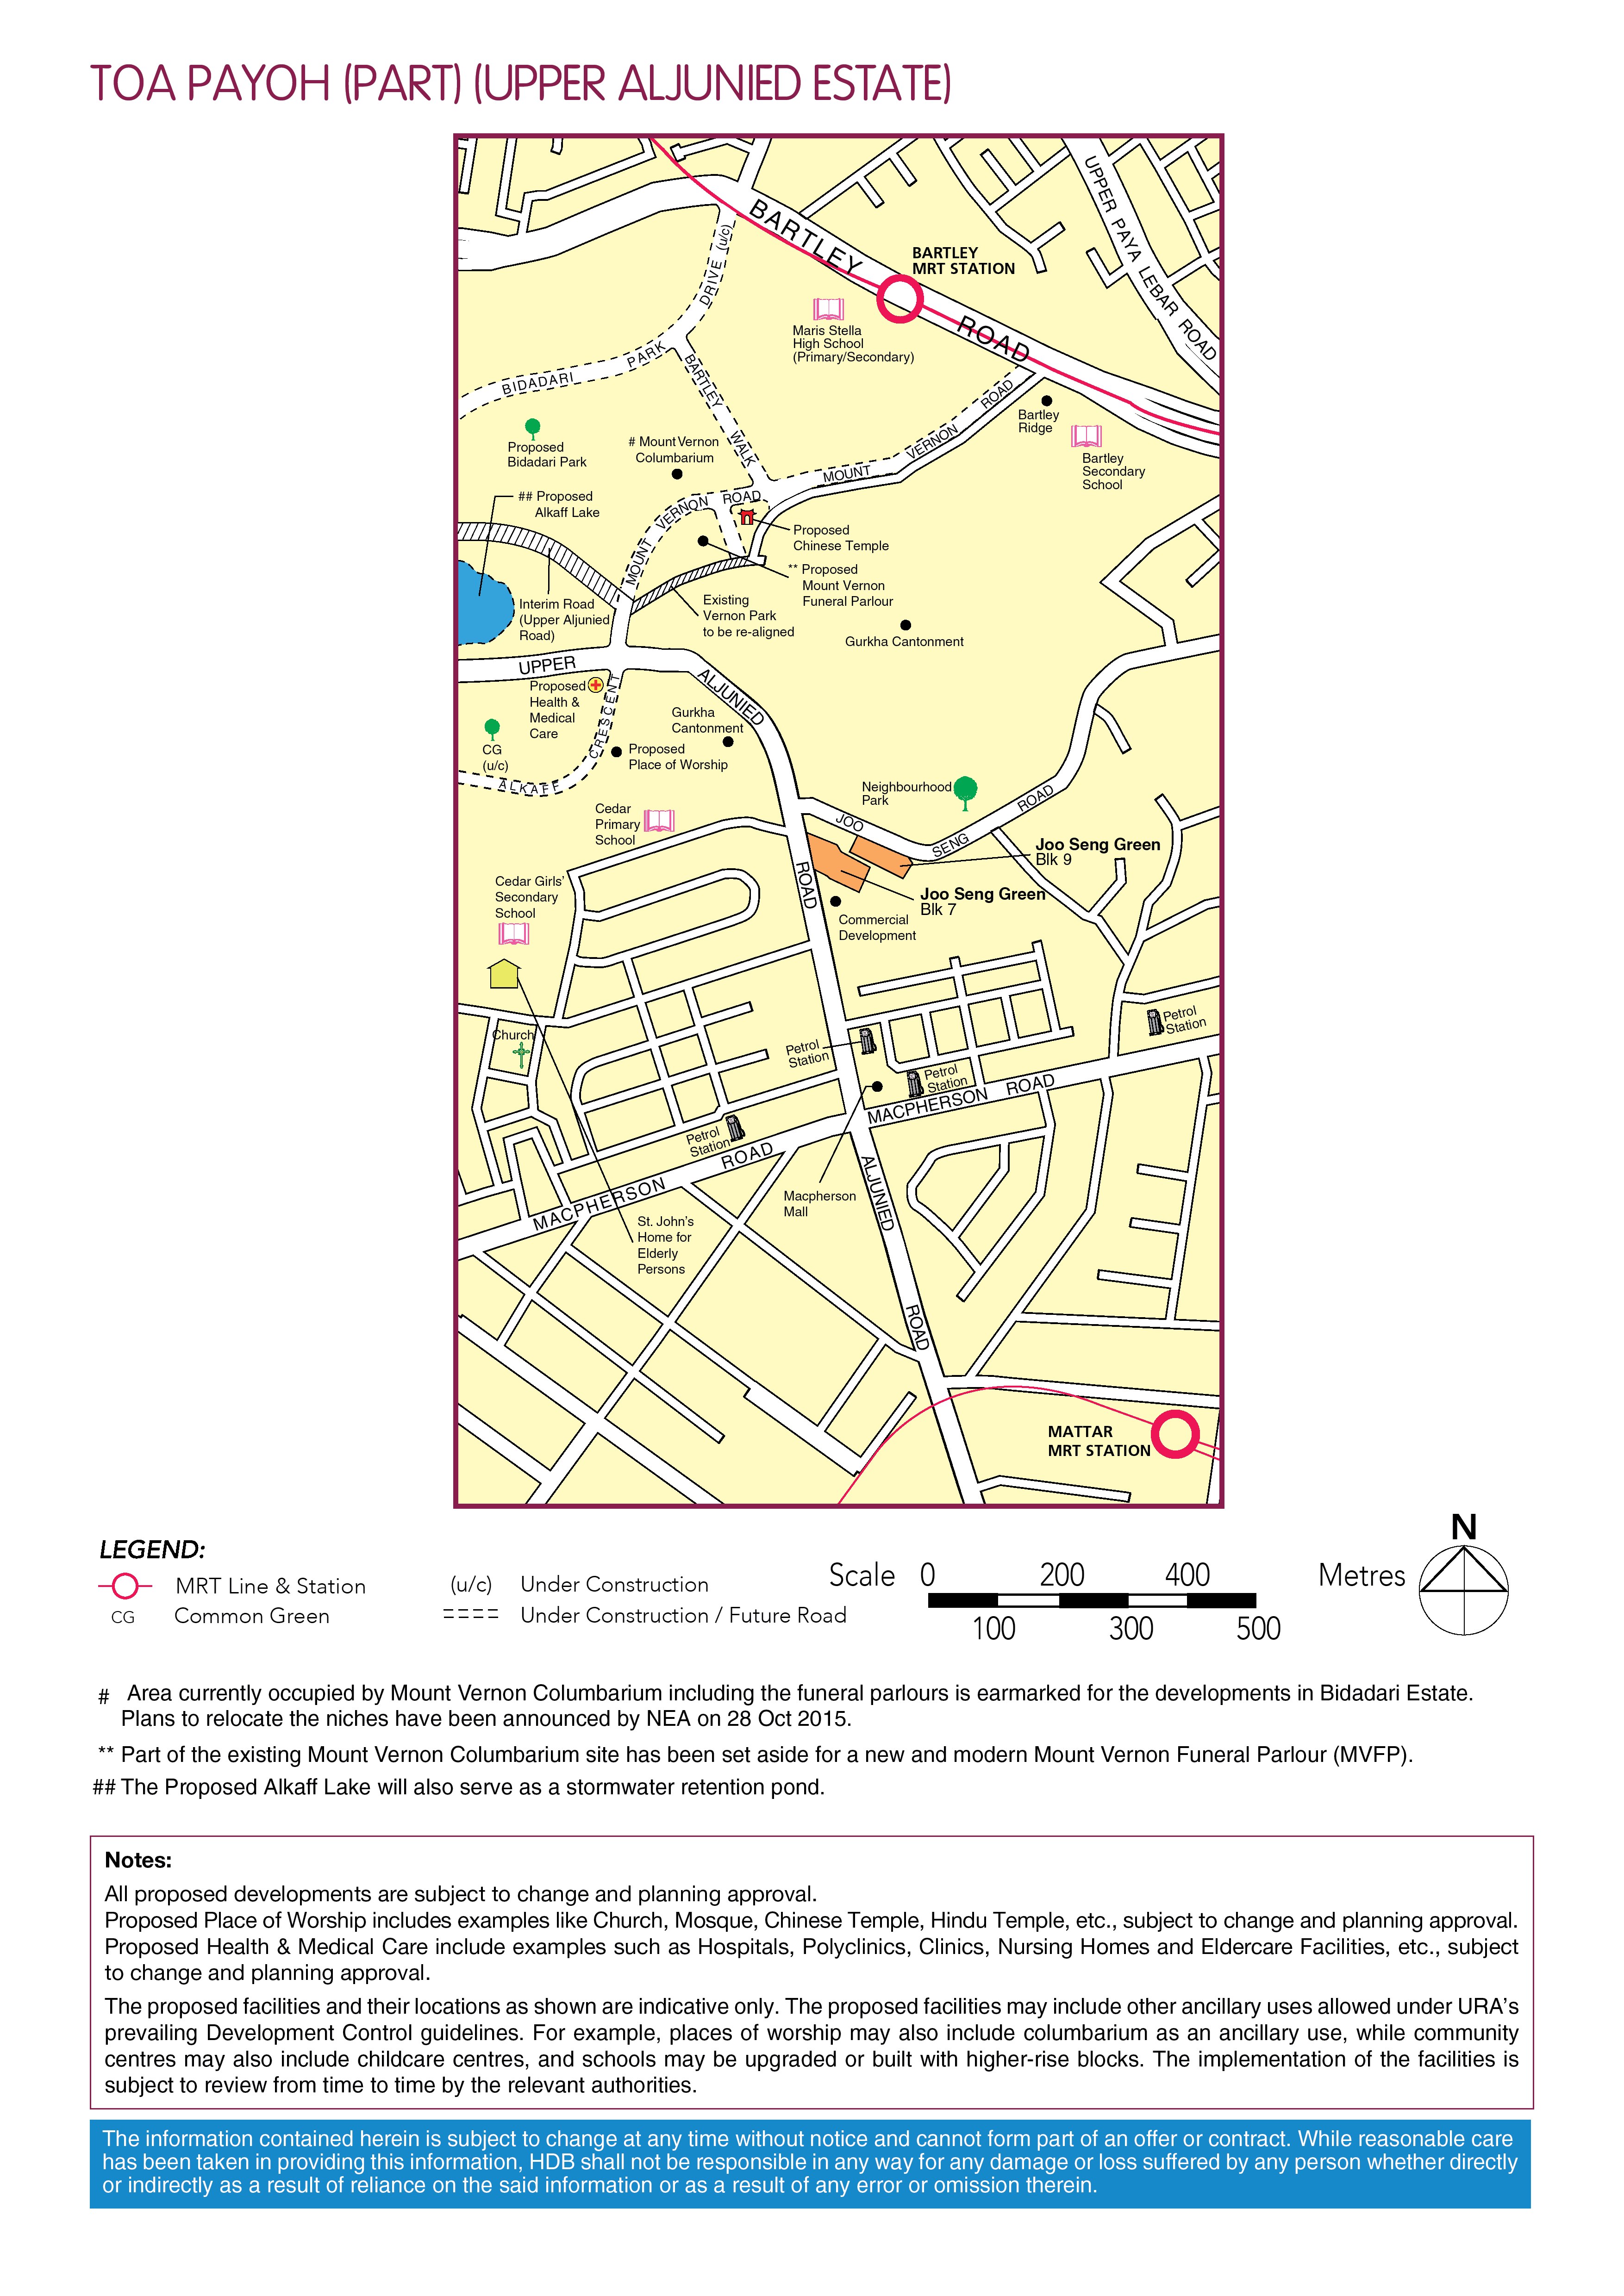 TOA PAYOH (PART) (UPPER ALJUNIED ESTATE)
UPPER PAYA LEBAR ROAD
BARTLEY
ROAD
BARTLEY
MRT STATION
DRIVE (u/c)
PARK
BIDADARI
Maris Stella
High School
(Primary/Secondary)
BARTLEY
WALK
ROAD
VERNON
MOUNT
Bartley
Ridge
Bartley
Secondary
School
Proposed
Bidadari Park
# Mount Vernon
Columbarium
## Proposed
Alkaff Lake
MOUNT
VERNON
ROAD
Proposed
Chinese Temple
** Proposed
Mount Vernon
Funeral Parlour
Interim Road
(Upper Aljunied
Road)
Existing
Vernon Park
to be re-aligned
Gurkha Cantonment
UPPER
ALJUNIED
ROAD
Proposed
Health &
Medical
Care
CRESCENT
ALKAFF
CG
(u/c)
Gurkha
Cantonment
Proposed
Place of Worship
Neighbourhood
Park
JOO
SENG
ROAD
Cedar
Primary
School
Joo Seng Green
Blk 9
Joo Seng Green
Blk 7
Cedar Girls’
Secondary
School
Commercial
Development
Church
Petrol
Station
Petrol
Station
Petrol
Station
Petrol
Station
MACPHERSON
ROAD
MACPHERSON
ROAD
Macpherson
Mall
ALJUNIED
ROAD
St. John’s
Home for
Elderly
Persons
MATTAR
MRT STATION
LEGEND:
MRT Line & Station
CG Common Green
(u/c) Under Construction
Under Construction / Future Road
Scale 0 200 400 Metres
100 300 500
N
# Area currently occupied by Mount Vernon Columbarium including the funeral parlours is earmarked for the developments in Bidadari Estate.
Plans to relocate the niches have been announced by NEA on 28 Oct 2015.
** Part of the existing Mount Vernon Columbarium site has been set aside for a new and modern Mount Vernon Funeral Parlour (MVFP).
## The Proposed Alkaff Lake will also serve as a stormwater retention pond.
Notes:
All proposed developments are subject to change and planning approval.
Proposed Place of Worship includes examples like Church, Mosque, Chinese Temple, Hindu Temple, etc., subject to change and planning approval.
Proposed Health & Medical Care include examples such as Hospitals, Polyclinics, Clinics, Nursing Homes and Eldercare Facilities, etc., subject
to change and planning approval.
The proposed facilities and their locations as shown are indicative only. The proposed facilities may include other ancillary uses allowed under URA’s
prevailing Development Control guidelines. For example, places of worship may also include columbarium as an ancillary use, while community
centres may also include childcare centres, and schools may be upgraded or built with higher-rise blocks. The implementation of the facilities is
subject to review from time to time by the relevant authorities.
The information contained herein is subject to change at any time without notice and cannot form part of an offer or contract. While reasonable care
has been taken in providing this information, HDB shall not be responsible in any way for any damage or loss suffered by any person whether directly
or indirectly as a result of reliance on the said information or as a result of any error or omission therein.